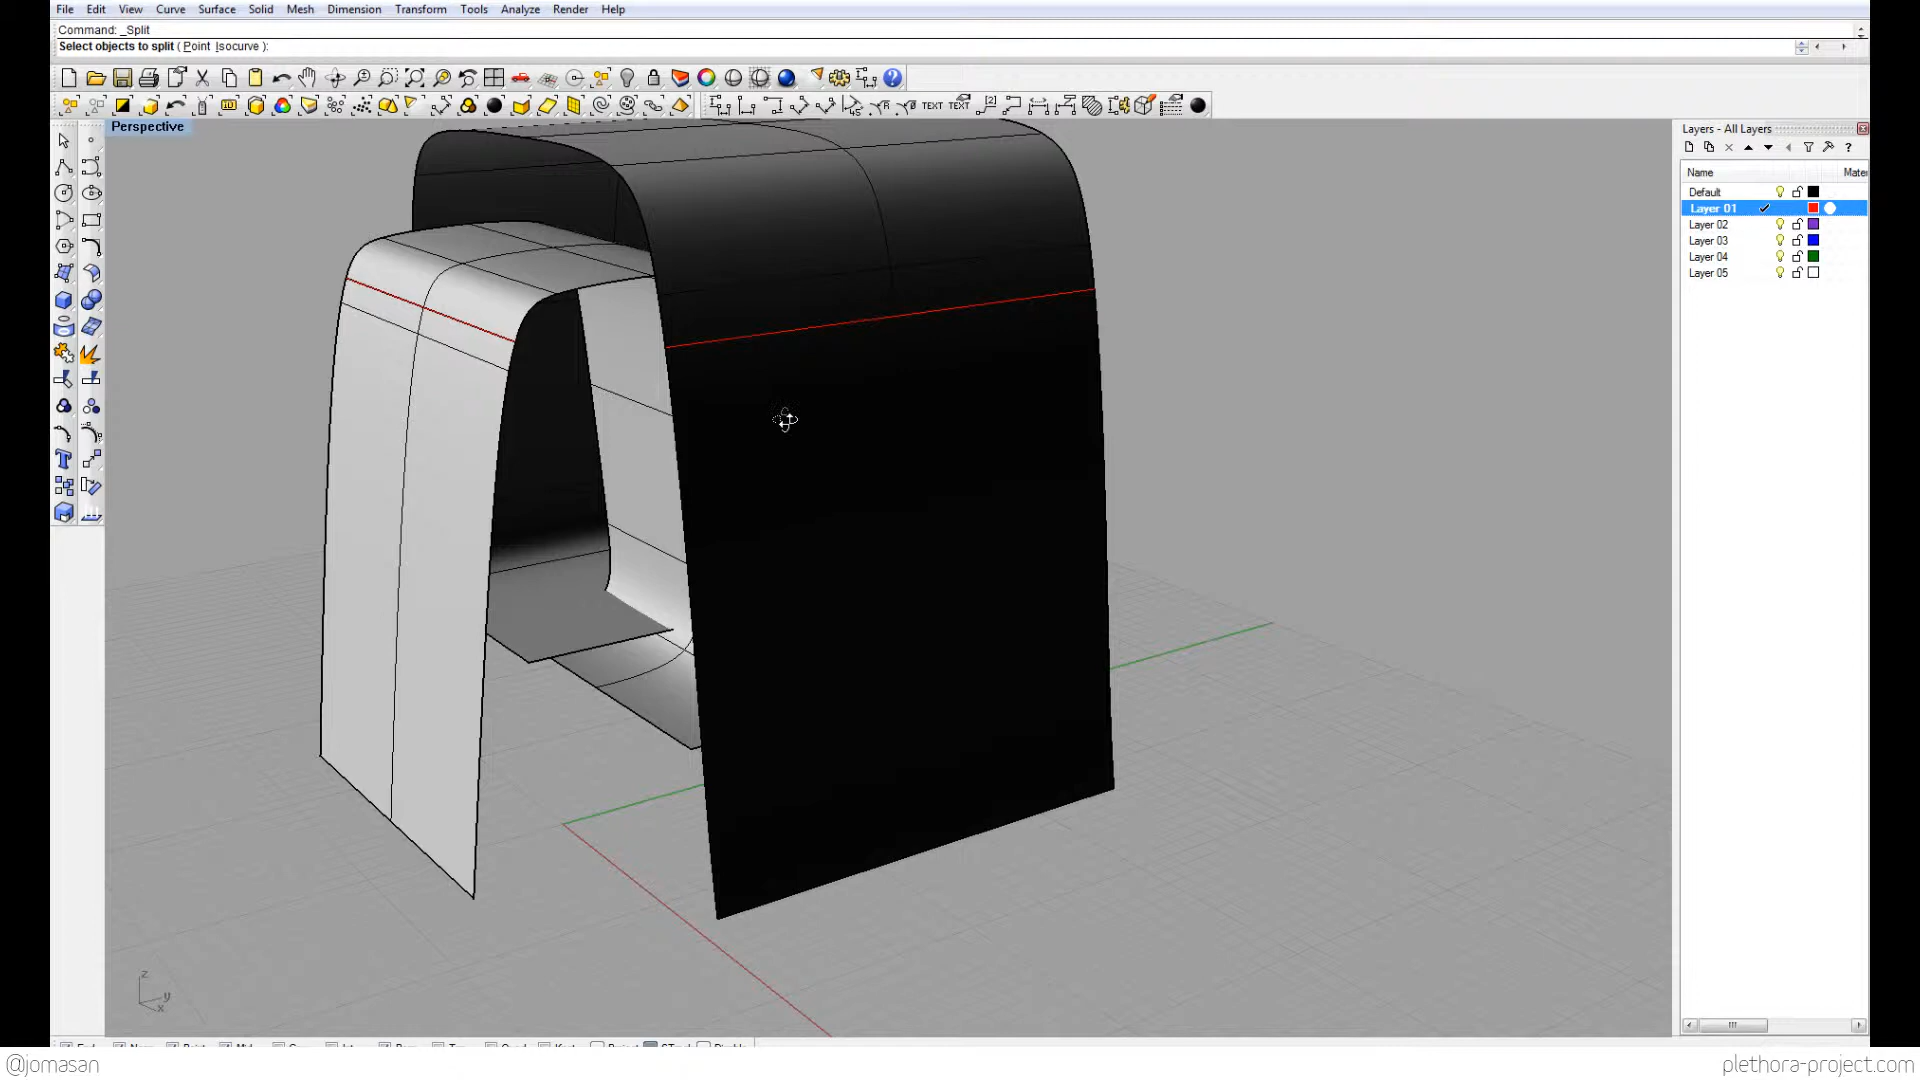 File Edit View Curve Surface Solid Mesh Dimension Transform Tools Analyze Render Help
Command: _Split
Select objects to split ( Point Isocurve ):
TEXT TEXT
Perspective
Layers - All Layers
Name Mater
Default
Layer 01
Layer 02
Layer 03
Layer 04
Layer 05
z
y
x
@jomasan
plethora-project.com